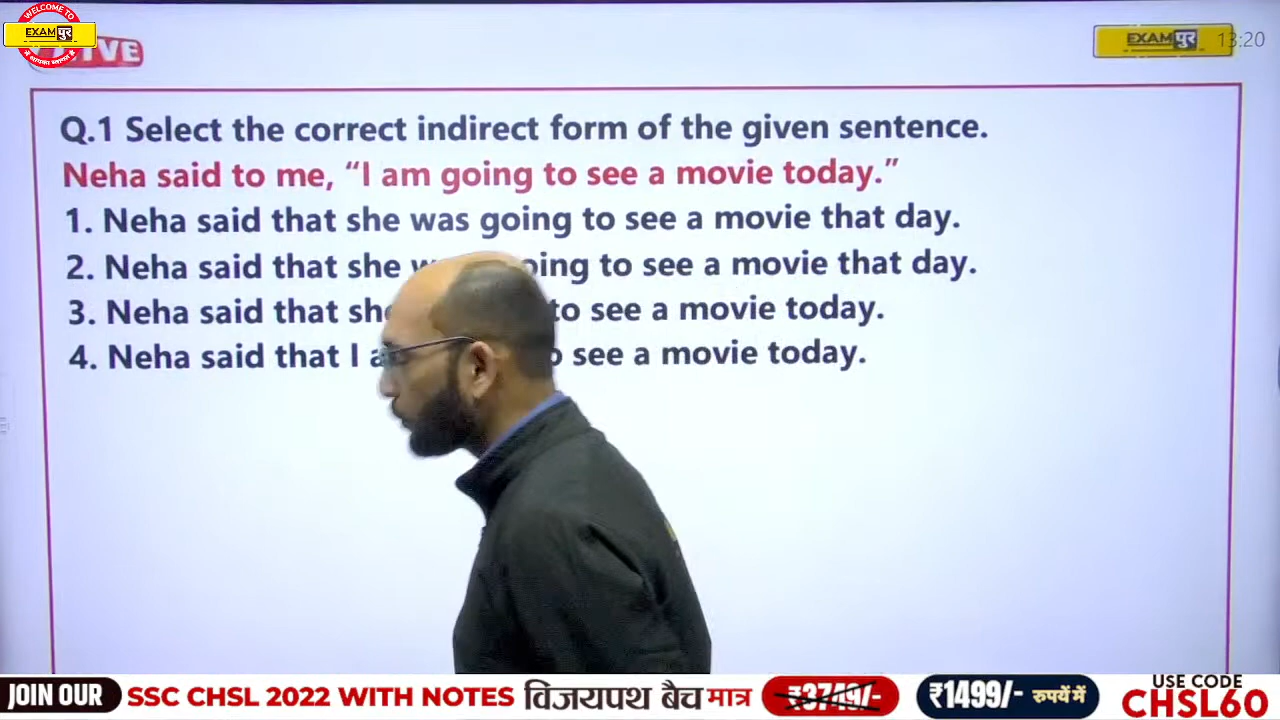 WELCOME TO
EXAMपुर
आपका स्वागत है
LIVE
EXAMपुर 13:20
Q.1 Select the correct indirect form of the given sentence.
Neha said to me, “I am going to see a movie today.”
1. Neha said that she was going to see a movie that day.
2. Neha said that she to see a movie that day.
3. Neha said that to see a movie today.
4. Neha said that I see a movie today.
JOIN OUR SSC CHSL 2022 WITH NOTES विजयपथ बैच मात्र ₹3749/- ₹1499/- रुपये में
USE CODE
CHSL60